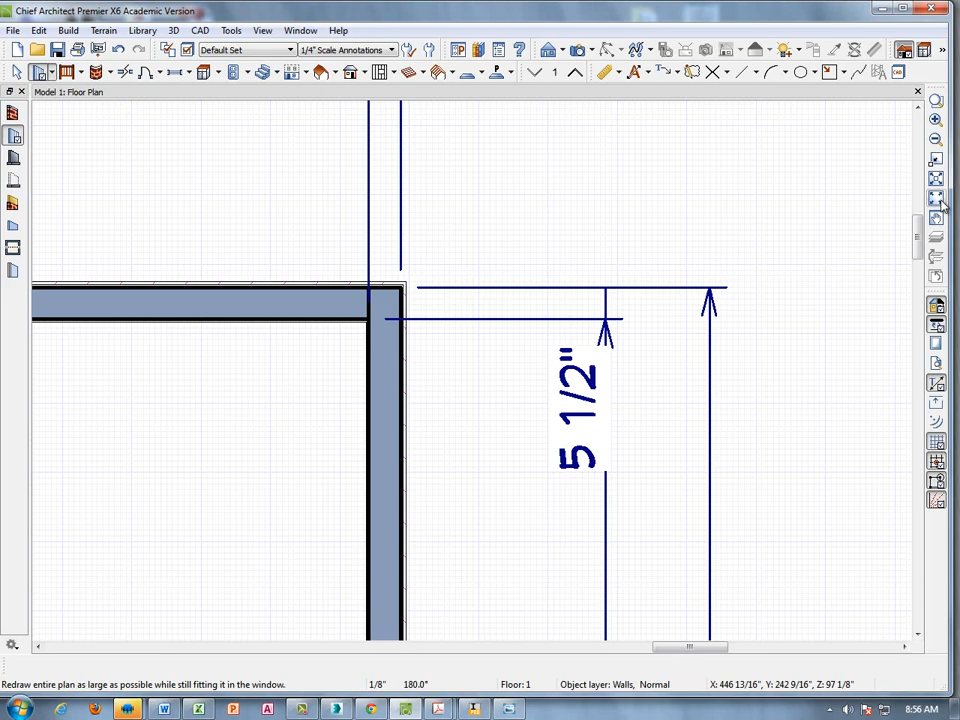 Chief Architect Premier X6 Academic Version
File Edit Build Terrain Library 3D CAD Tools View Window Help
Default Set 1/4" Scale Annotations
1
Model 1: Floor Plan
5 1/2"
Redraw entire plan as large as possible while still fitting it in the window. 1/8" 180.0° Floor: 1 Object layer: Walls, Normal X: 446 13/16", Y: 242 9/16", Z: 97 1/8"
8:56 AM